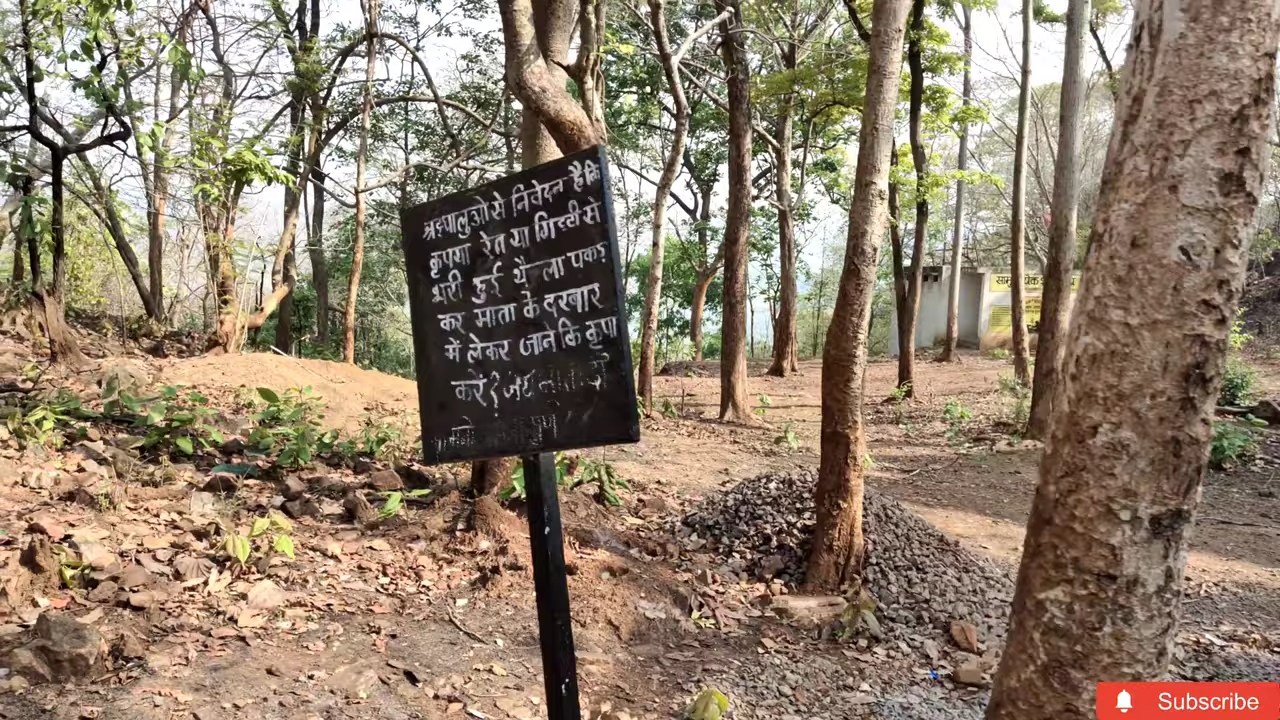 श्रद्धालुओ से निवेदन है कि
कृपया रेत या गिट्टी से
भरी हुई थैला पकड़
कर माता के दरबार
में लेकर जाने कि कृपा
करें?
Subscribe